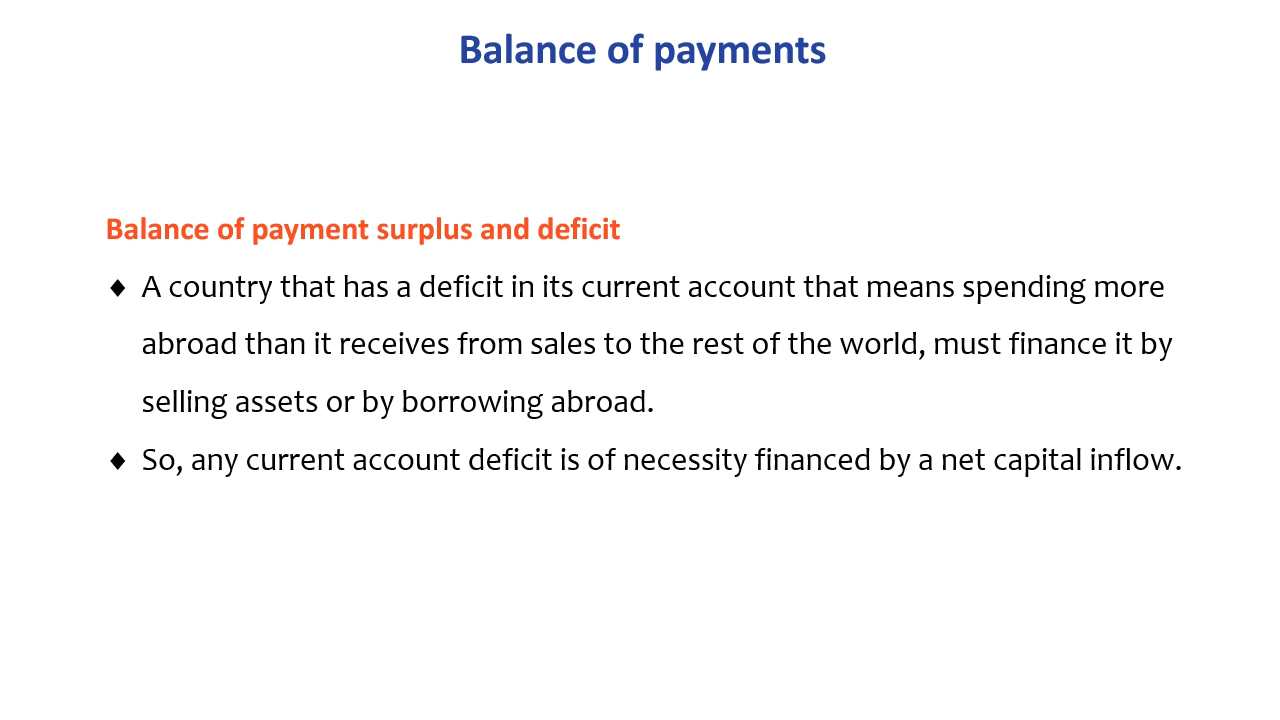 Balance of payments
Balance of payment surplus and deficit
♦ A country that has a deficit in its current account that means spending more
abroad than it receives from sales to the rest of the world, must finance it by
selling assets or by borrowing abroad.
♦ So, any current account deficit is of necessity financed by a net capital inflow.